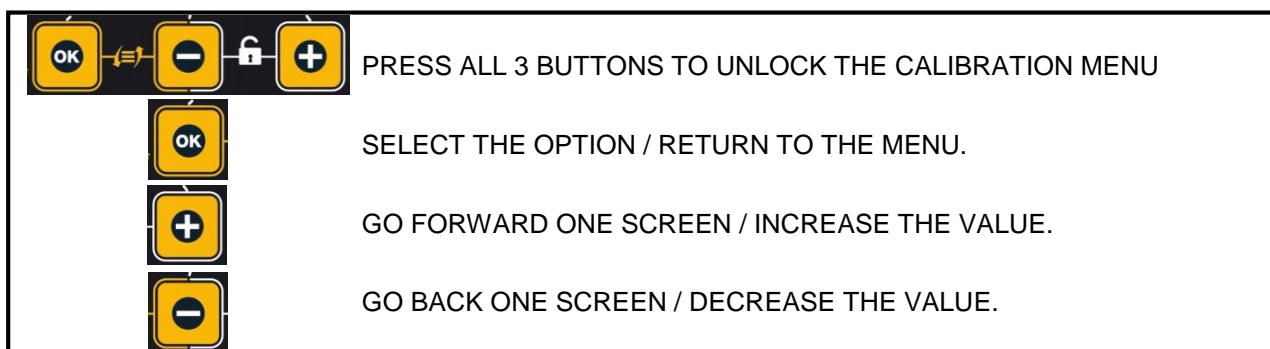 OK PRESS ALL 3 BUTTONS TO UNLOCK THE CALIBRATION MENU
OK SELECT THE OPTION / RETURN TO THE MENU.
GO FORWARD ONE SCREEN / INCREASE THE VALUE.
GO BACK ONE SCREEN / DECREASE THE VALUE.